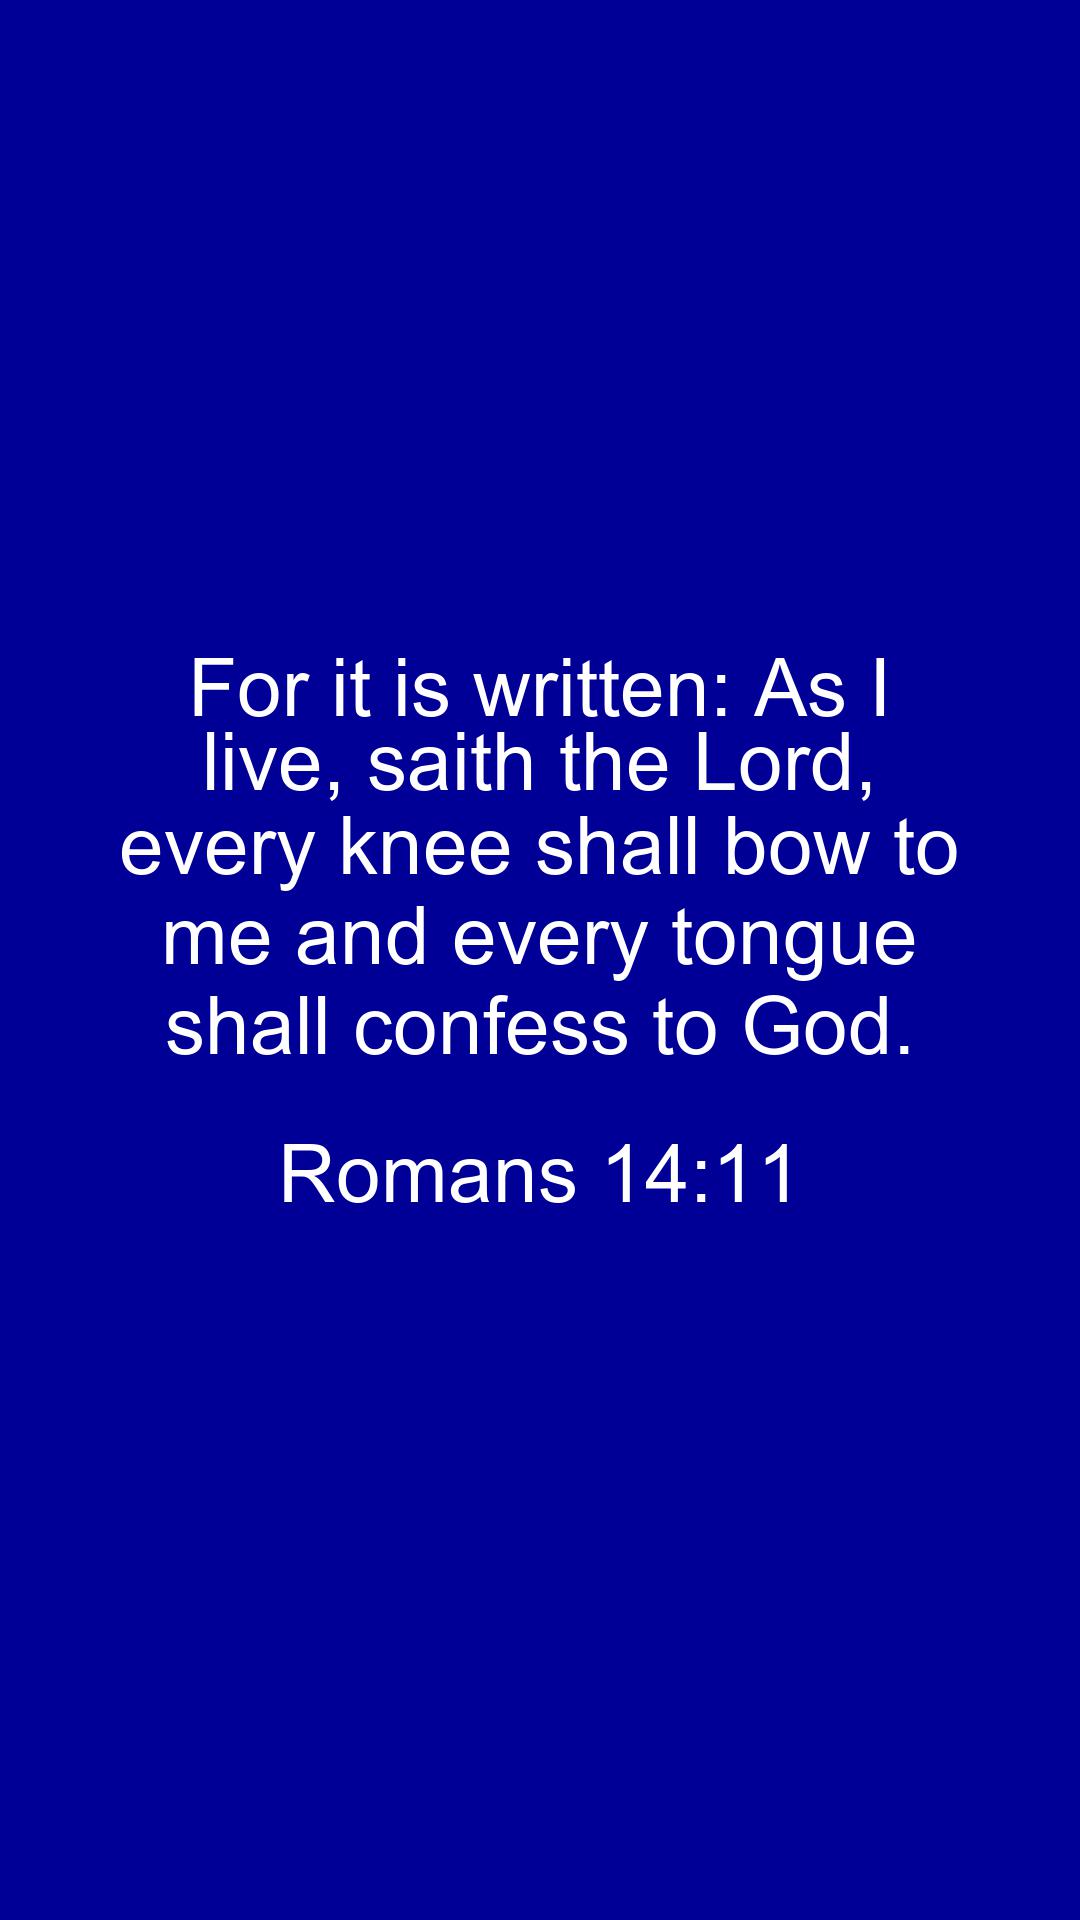 For it is written: As I
live, saith the Lord,
every knee shall bow to
me and every tongue
shall confess to God.
Romans 14:11